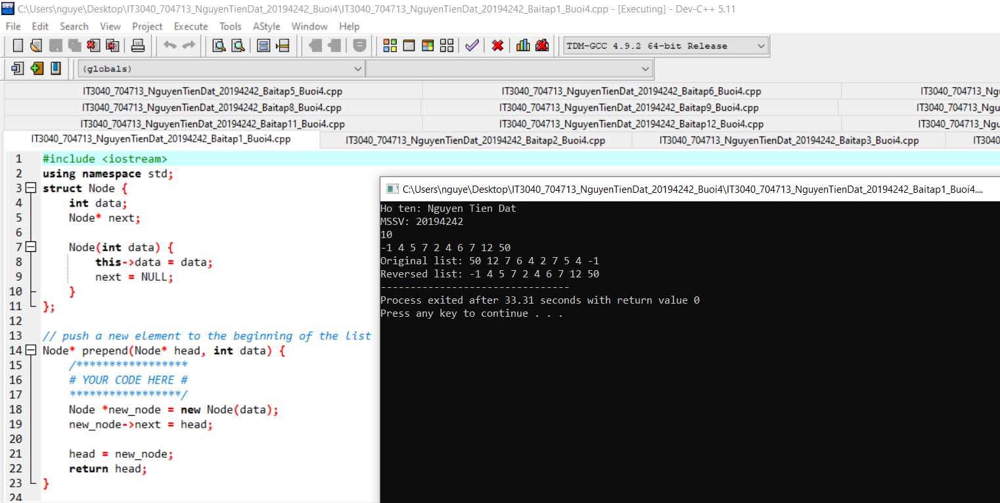 C:\Users\nguye\Desktop\IT3040_704713_NguyenTienDat_20194242_Buoi4\IT3040_704713_NguyenTienDat_20194242_Baitap1_Buoi4.cpp - [Executing] - Dev-C++ 5.11
File Edit Search View Project Execute Tools AStyle Window Help
TDM-GCC 4.9.2 64-bit Release
(globals)
IT3040_704713_NguyenTienDat_20194242_Baitap5_Buoi4.cpp IT3040_704713_NguyenTienDat_20194242_Baitap6_Buoi4.cpp IT3040_704713_Ng
IT3040_704713_NguyenTienDat_20194242_Baitap8_Buoi4.cpp IT3040_704713_NguyenTienDat_20194242_Baitap9_Buoi4.cpp IT3040_704713_Ngu
IT3040_704713_NguyenTienDat_20194242_Baitap11_Buoi4.cpp IT3040_704713_NguyenTienDat_20194242_Baitap12_Buoi4.cpp IT3040_704713_Nu
IT3040_704713_NguyenTienDat_20194242_Baitap1_Buoi4.cpp IT3040_704713_NguyenTienDat_20194242_Baitap2_Buoi4.cpp IT3040_704713_NguyenTienDat_20194242_Baitap3_Buoi4.cpp IT3040
1 #include <iostream>
2 using namespace std;
3 struct Node {
4 int data;
5 Node* next;
6
7 Node(int data) {
8 this->data = data;
9 next = NULL;
10 }
11 };
12
13 // push a new element to the beginning of the list
14 Node* prepend(Node* head, int data) {
15 /*****************
16 # YOUR CODE HERE #
17 *****************/
18 Node *new_node = new Node(data);
19 new_node->next = head;
20
21 head = new_node;
22 return head;
23 }
24
C:\Users\nguye\Desktop\IT3040_704713_NguyenTienDat_20194242_Buoi4\IT3040_704713_NguyenTienDat_20194242_Baitap1_Buoi4....
Ho ten: Nguyen Tien Dat
MSSV: 20194242
10
-1 4 5 7 2 4 6 7 12 50
Original list: 50 12 7 6 4 2 7 5 4 -1
Reversed list: -1 4 5 7 2 4 6 7 12 50
--------------------------------
Process exited after 33.31 seconds with return value 0
Press any key to continue . . .